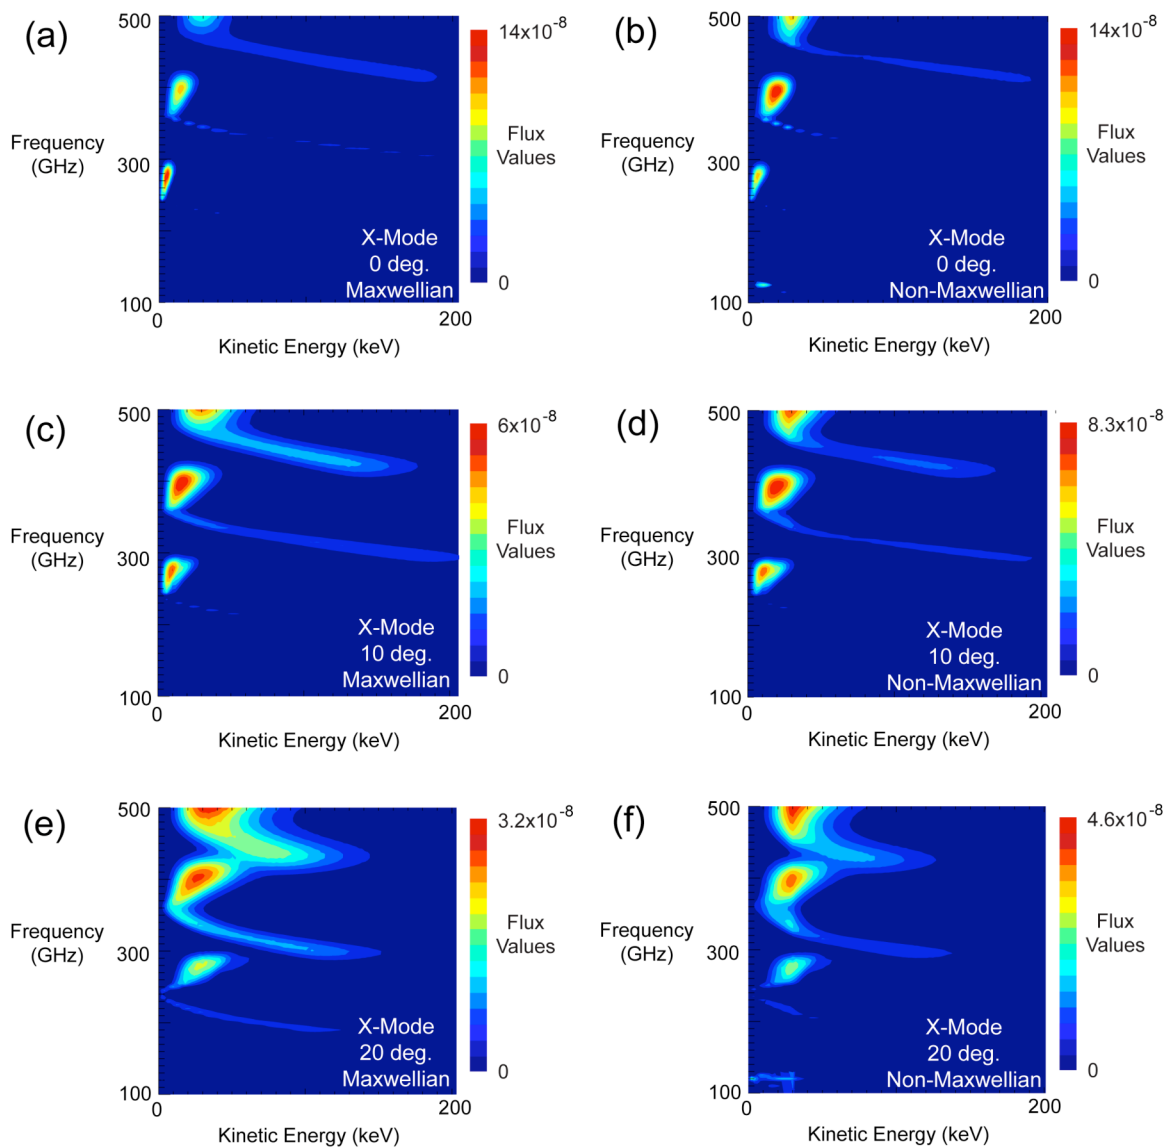 (a)
500
Frequency
(GHz)
300
100
0
200
Kinetic Energy (keV)
X-Mode
0 deg.
Maxwellian
14x10-8
Flux
Values
0
(b)
500
Frequency
(GHz)
300
100
0
200
Kinetic Energy (keV)
X-Mode
0 deg.
Non-Maxwellian
14x10-8
Flux
Values
0
(c)
500
Frequency
(GHz)
300
100
0
200
Kinetic Energy (keV)
X-Mode
10 deg.
Maxwellian
6x10-8
Flux
Values
0
(d)
500
Frequency
(GHz)
300
100
0
200
Kinetic Energy (keV)
X-Mode
10 deg.
Non-Maxwellian
8.3x10-8
Flux
Values
0
(e)
500
Frequency
(GHz)
300
100
0
200
Kinetic Energy (keV)
X-Mode
20 deg.
Maxwellian
3.2x10-8
Flux
Values
0
(f)
500
Frequency
(GHz)
300
100
0
200
Kinetic Energy (keV)
X-Mode
20 deg.
Non-Maxwellian
4.6x10-8
Flux
Values
0